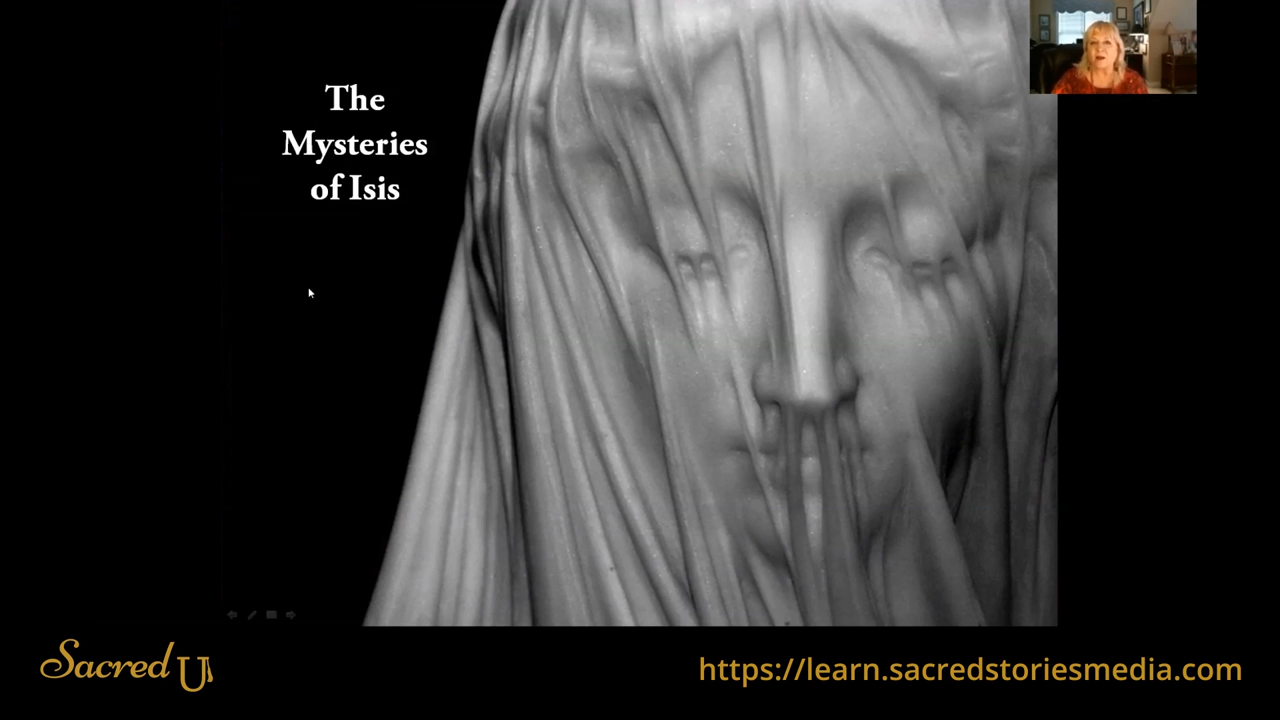 The
Mysteries
of Isis
Sacred U
https://learn.sacredstoriesmedia.com